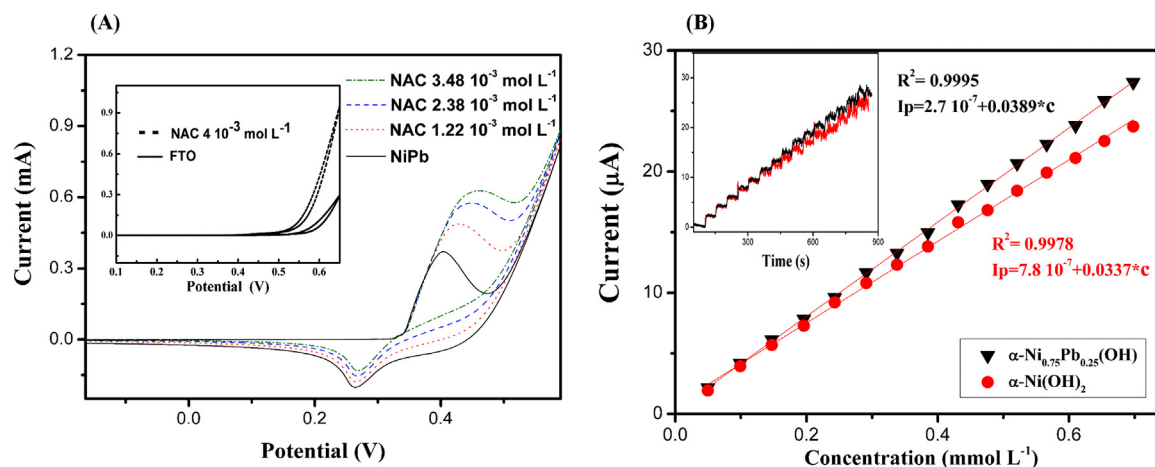 (A)
1.2
0.9
0.6
0.3
0.0
-0.3
Current (mA)
0.0
0.2
0.4
Potential (V)
NAC 3.48 10⁻³ mol L⁻¹
NAC 2.38 10⁻³ mol L⁻¹
NAC 1.22 10⁻³ mol L⁻¹
NiPb
0.9
0.6
0.3
0.0
NAC 4 10⁻³ mol L⁻¹
FTO
0.1 0.2 0.3 0.4 0.5 0.6
Potential (V)
(B)
30
20
10
0
Current (µA)
0.0 0.2 0.4 0.6
Concentration (mmol L⁻¹)
30
20
10
0
300 600 900
Time (s)
R²= 0.9995
Ip=2.7 10⁻⁷+0.0389*c
R²= 0.9978
Ip=7.8 10⁻⁷+0.0337*c
α-Ni₀.₇₅Pb₀.₂₅(OH)
α-Ni(OH)₂